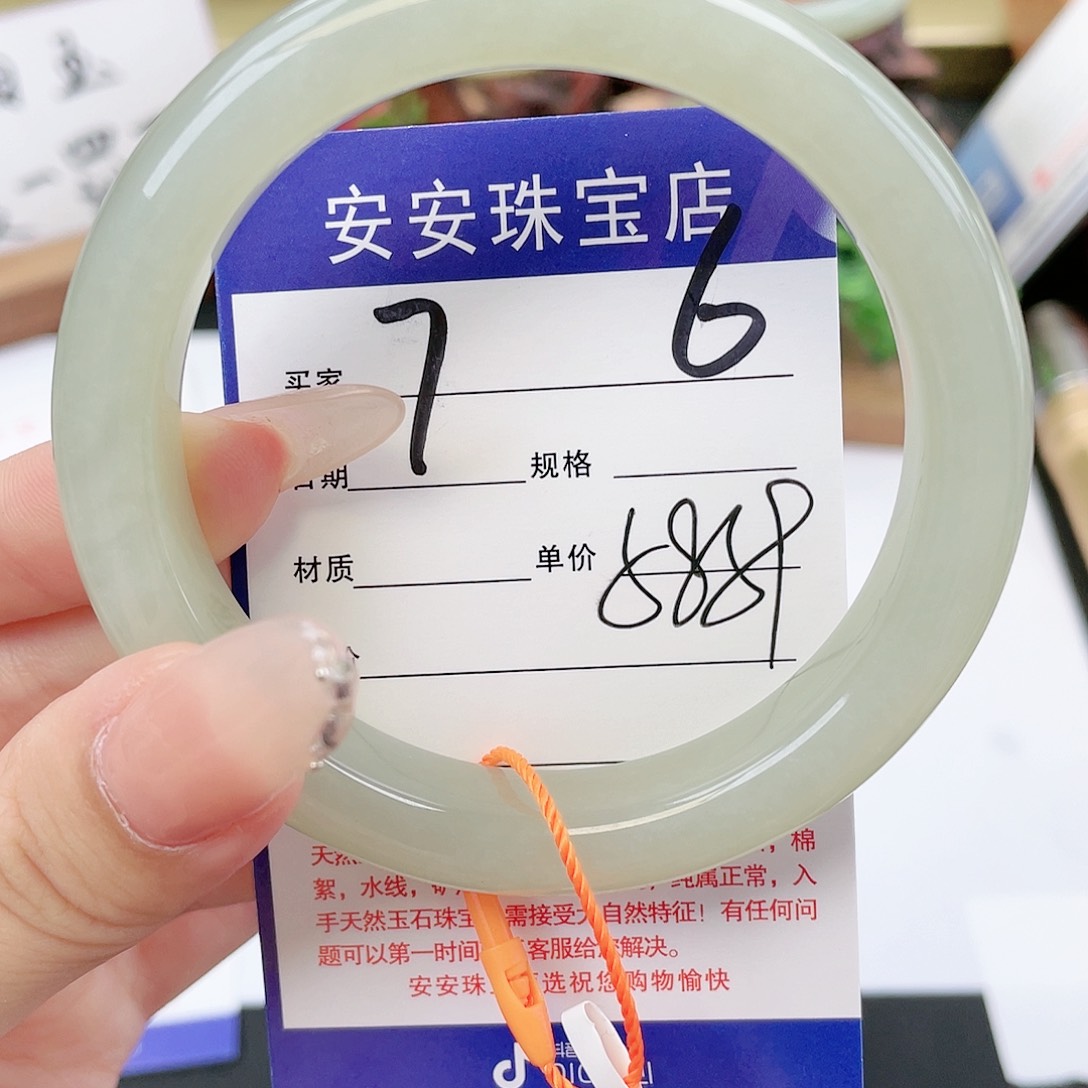 安安珠宝店
7 6
买家
日期 规格
材质 单价 8889
天然 ，棉
絮，水线， 纯属正常，入
手天然玉石珠宝 需接受大自然特征！有任何问
题可以第一时间 客服给您解决。
安安珠 选祝您购物愉快